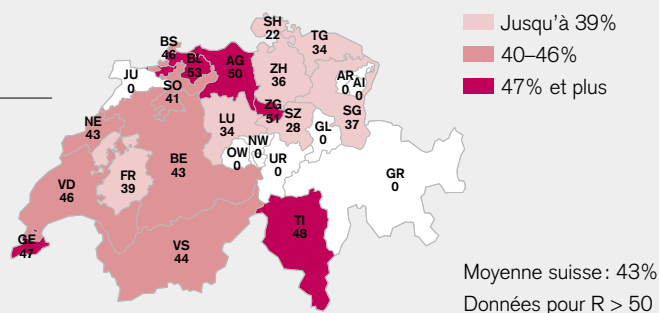 SH
22
TG
34
BS
46
BL
53
AG
50
ZH
36
JU
0
SO
41
AR
0
AI
0
ZG
51
SZ
28
SG
37
NE
43
LU
34
GL
0
NW
0
OW
0
UR
0
BE
43
FR
39
VD
46
GR
0
TI
48
GE
47
VS
44
Jusqu'à 39%
40–46%
47% et plus
Moyenne suisse: 43%
Données pour R > 50